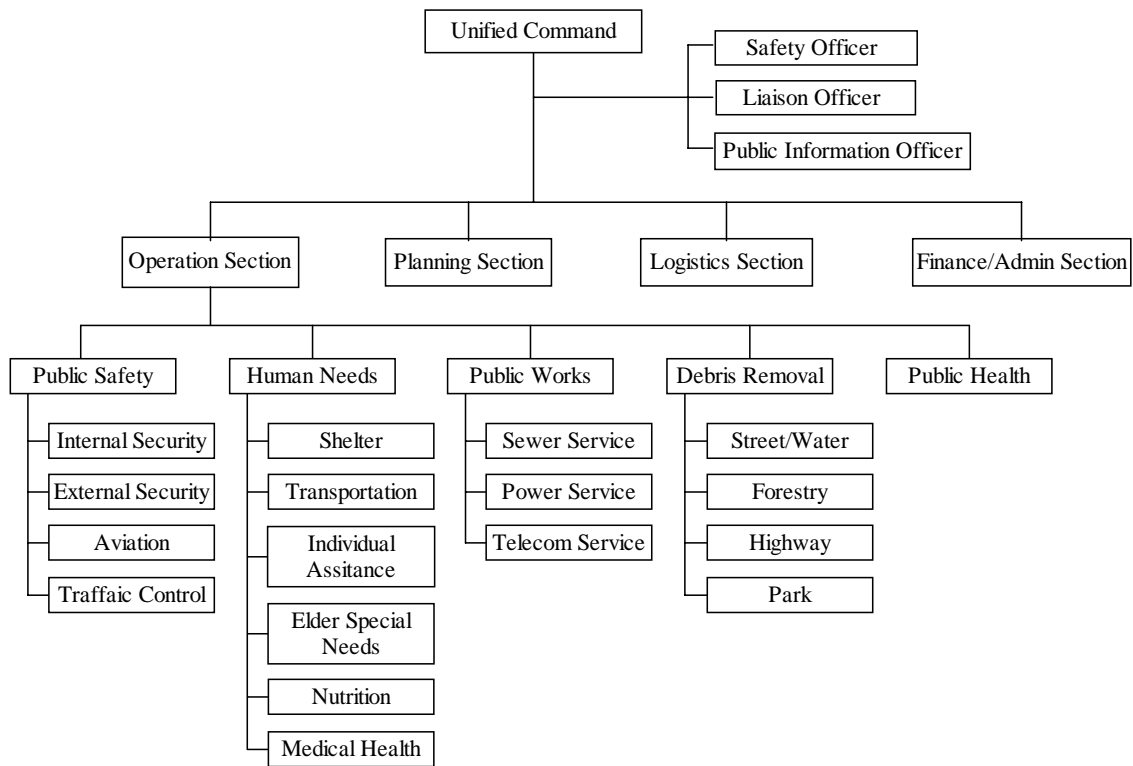 Unified Command
Safety Officer
Liaison Officer
Public Information Officer
Operation Section
Planning Section
Logistics Section
Finance/Admin Section
Public Safety
Human Needs
Public Works
Debris Removal
Public Health
Internal Security
External Security
Aviation
Traffaic Control
Shelter
Transportation
Individual
Assitance
Elder Special
Needs
Nutrition
Medical Health
Sewer Service
Power Service
Telecom Service
Street/Water
Forestry
Highway
Park